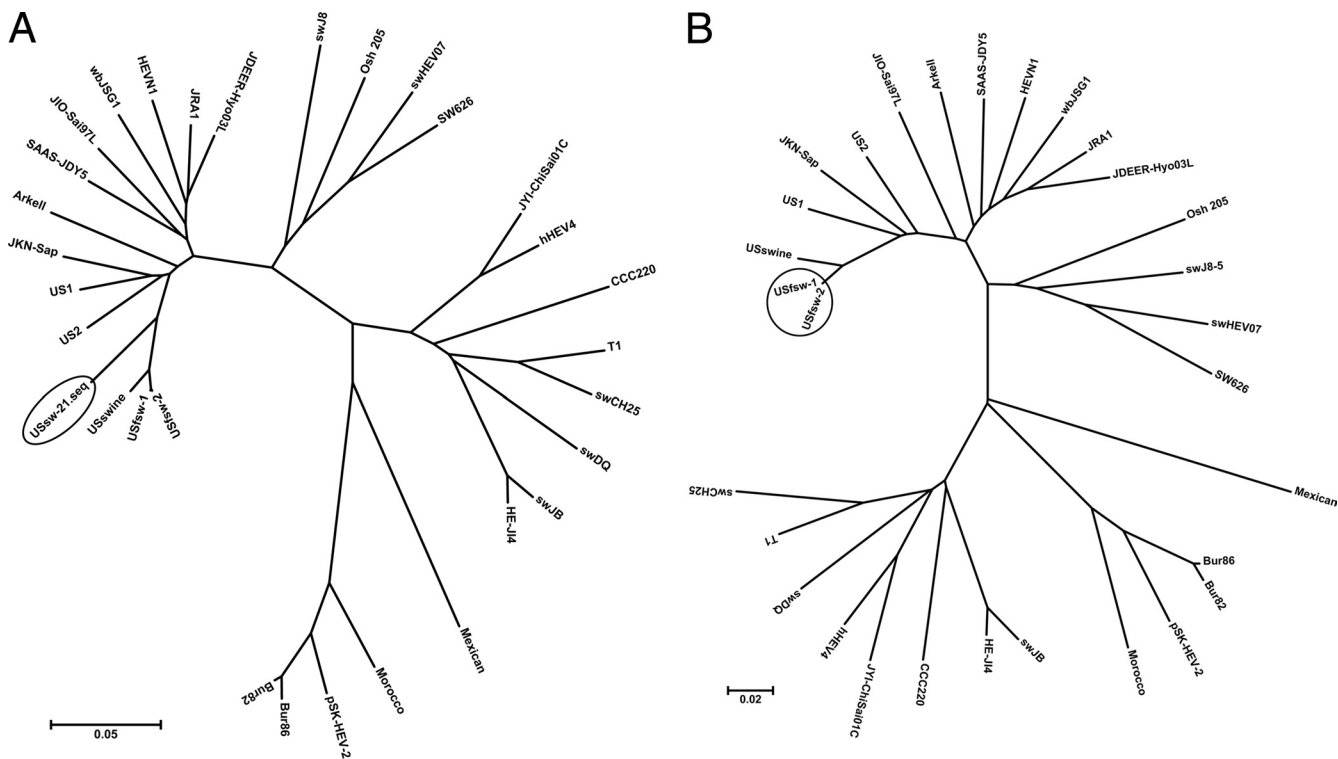 A
swJ8
Osh 205
swHEV07
SW626
JDEER-Hyo03L
JRA1
HEVN1
wbJSG1
JIO-Sai97L
SAAS-JDY5
Arkell
JKN-Sap
US1
US2
USsw-21.seq
USswine
USfsw-1
USfsw-2
JYI-ChiSai01C
hHEV4
CCC220
T1
swCH25
swDQ
swJB
HE-JI4
Mexican
Morocco
pSK-HEV-2
Bur86
Bur82
0.05
B
JIO-Sai97L
Arkell
SAAS-JDY5
HEVN1
wbJSG1
JRA1
JDEER-Hyo03L
US2
JKN-Sap
US1
USswine
USfsw-1
USfsw-2
Osh 205
swJ8-5
swHEV07
SW626
Mexican
Bur86
Bur82
pSK-HEV-2
Morocco
swJB
HE-JI4
CCC220
JYI-ChiSai01C
hHEV4
swDQ
T1
swCH25
0.02